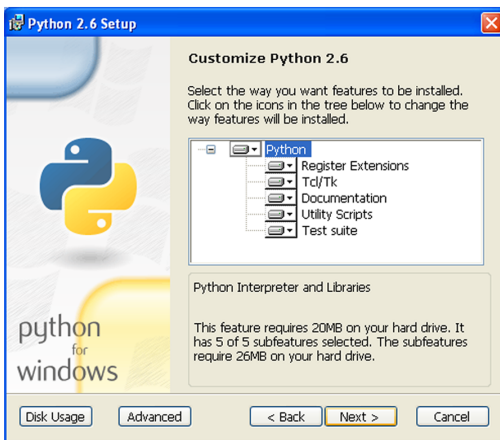 Python 2.6 Setup
Customize Python 2.6
Select the way you want features to be installed.
Click on the icons in the tree below to change the
way features will be installed.
Python
Register Extensions
Tcl/Tk
Documentation
Utility Scripts
Test suite
Python Interpreter and Libraries
This feature requires 20MB on your hard drive. It
has 5 of 5 subfeatures selected. The subfeatures
require 26MB on your hard drive.
python
for
windows
Disk Usage
Advanced
< Back
Next >
Cancel